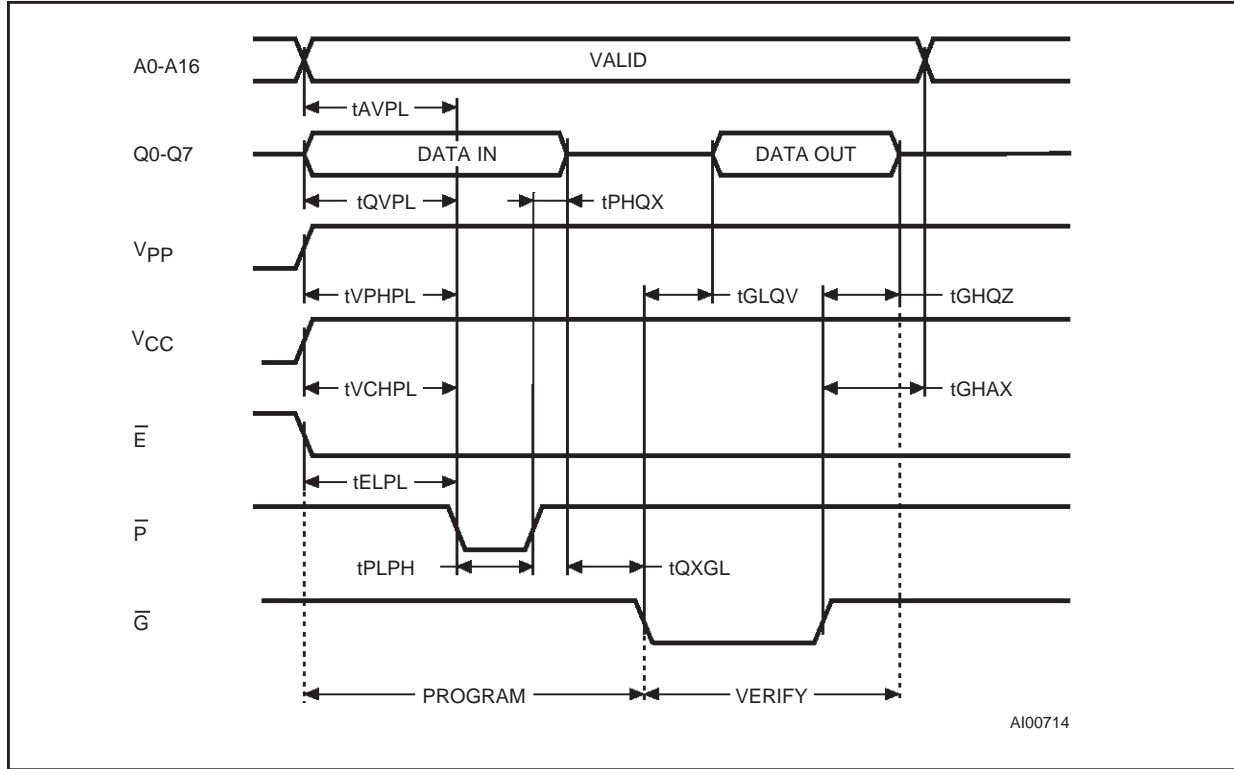 A0-A16
VALID
tAVPL
Q0-Q7
DATA IN
DATA OUT
tQVPL
tPHQX
VPP
tVPHPL
tGLQV
tGHQZ
VCC
tVCHPL
tGHAX
E̅
tELPL
P̅
tPLPH
tQXGL
G̅
PROGRAM
VERIFY
AI00714